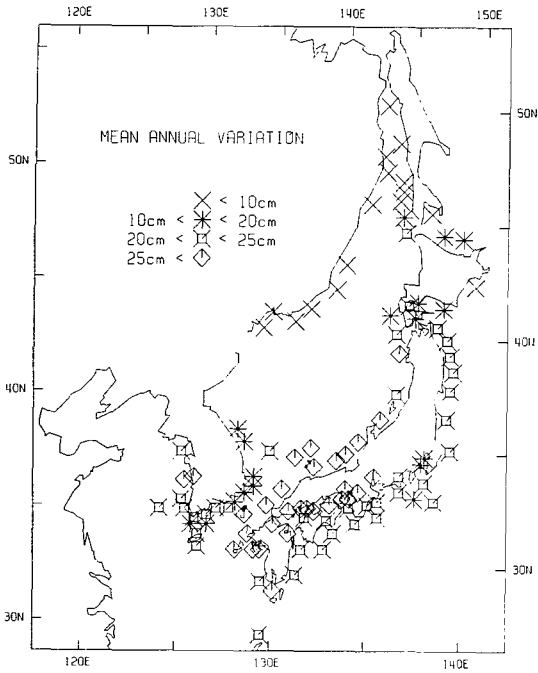 120E 130E 140E 150E
50N
MEAN ANNUAL VARIATION
50N
< 10cm
10cm < < 20cm
20cm < < 25cm
25cm <
40N
40N
30N
30N
120E 130E 140E